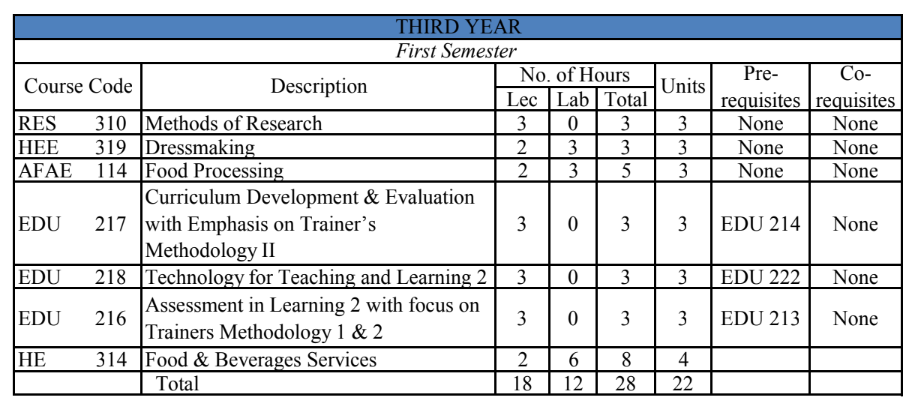 THIRD YEAR
First Semester
Course Code Description No. of Hours Units Pre-requisites Co-requisites
Lec Lab Total
RES 310 Methods of Research 3 0 3 3 None None
HEE 319 Dressmaking 2 3 3 3 None None
AFAE 114 Food Processing 2 3 5 3 None None
EDU 217 Curriculum Development & Evaluation
with Emphasis on Trainer's
Methodology II 3 0 3 3 EDU 214 None
EDU 218 Technology for Teaching and Learning 2 3 0 3 3 EDU 222 None
EDU 216 Assessment in Learning 2 with focus on
Trainers Methodology 1 & 2 3 0 3 3 EDU 213 None
HE 314 Food & Beverages Services 2 6 8 4
Total 18 12 28 22